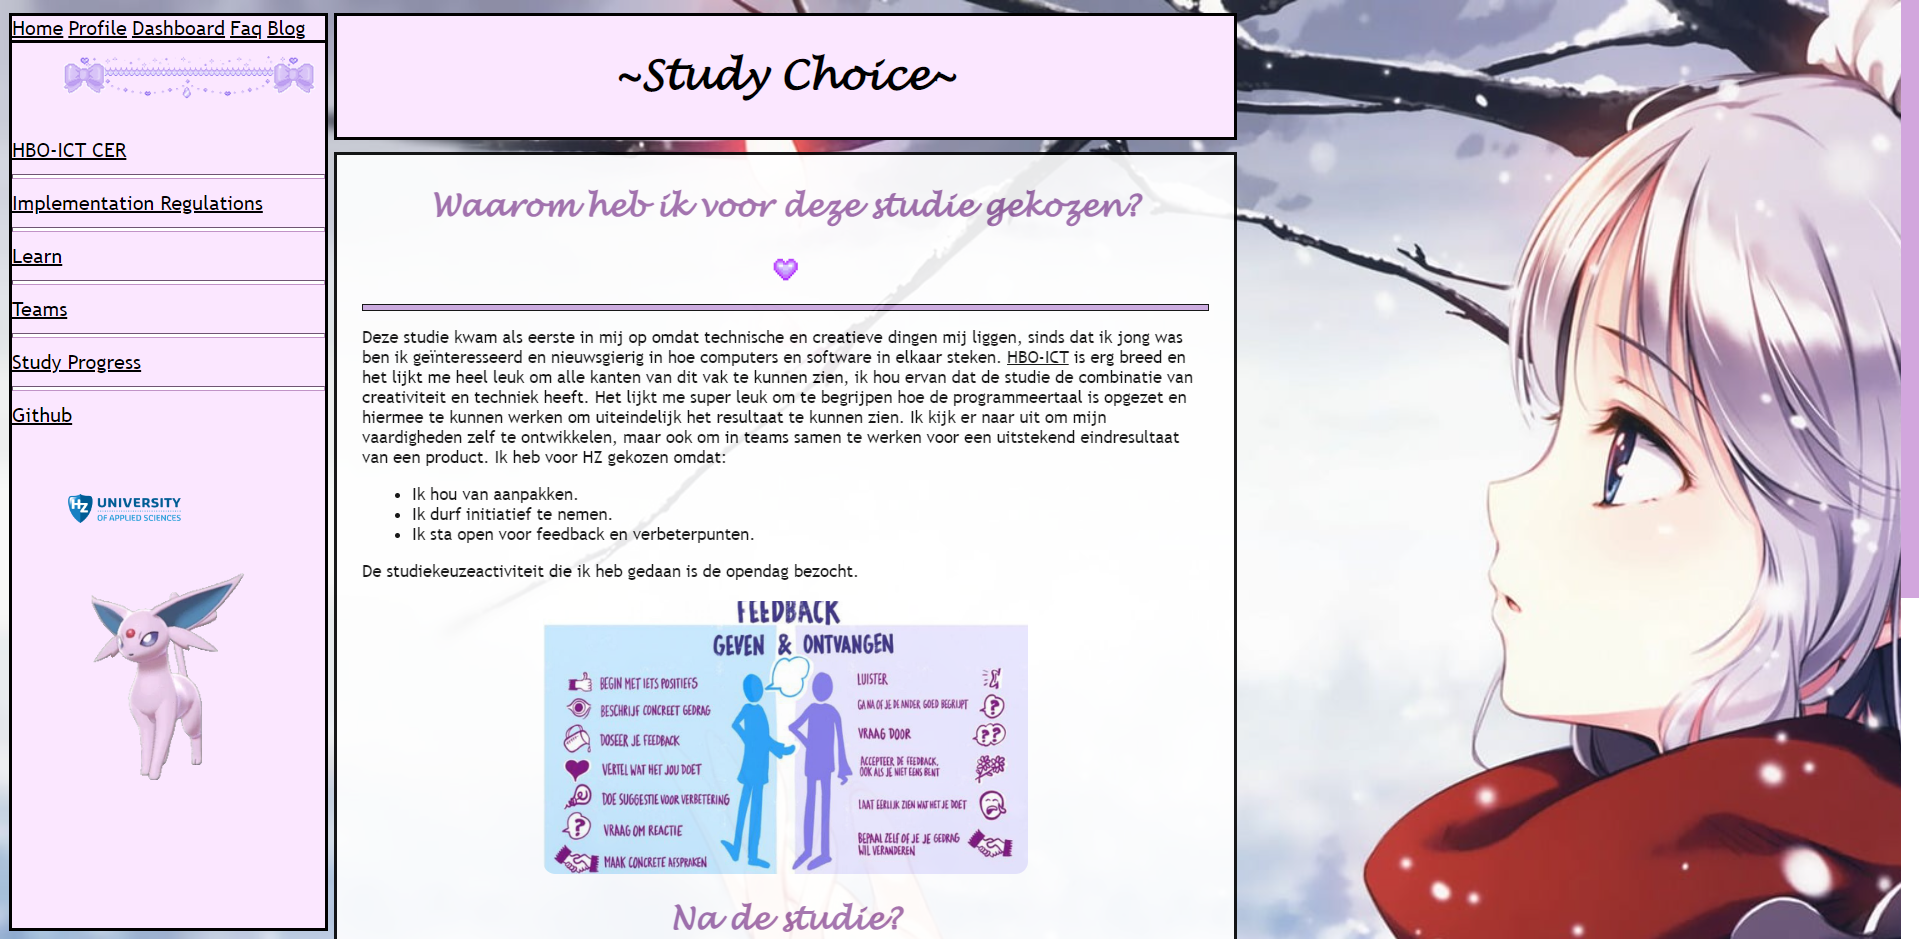 Home Profile Dashboard Faq Blog
HBO-ICT CER
Implementation Regulations
Learn
Teams
Study Progress
Github
HZ UNIVERSITY
OF APPLIED SCIENCES
~Study Choice~
Waarom heb ik voor deze studie gekozen?
Deze studie kwam als eerste in mij op omdat technische en creatieve dingen mij liggen, sinds dat ik jong was
ben ik geïnteresseerd en nieuwsgierig in hoe computers en software in elkaar steken. HBO-ICT is erg breed en
het lijkt me heel leuk om alle kanten van dit vak te kunnen zien, ik hou ervan dat de studie de combinatie van
creativiteit en techniek heeft. Het lijkt me super leuk om te begrijpen hoe de programmeertaal is opgezet en
hiermee te kunnen werken om uiteindelijk het resultaat te kunnen zien. Ik kijk er naar uit om mijn
vaardigheden zelf te ontwikkelen, maar ook om in teams samen te werken voor een uitstekend eindresultaat
van een product. Ik heb voor HZ gekozen omdat:
• Ik hou van aanpakken.
• Ik durf initiatief te nemen.
• Ik sta open voor feedback en verbeterpunten.
De studiekeuzeactiviteit die ik heb gedaan is de opendag bezocht.
FEEDBACK
GEVEN & ONTVANGEN
BEGIN MET IETS POSITIEFS
BESCHRIJF CONCREET GEDRAG
DOSEER JE FEEDBACK
VERTEL WAT HET JOU DOET
DOE SUGGESTIE VOOR VERBETERING
VRAAG OM REACTIE
MAAK CONCRETE AFSPRAKEN
LUISTER
GA NA OF JE DE ANDER GOED BEGRIJPT
VRAAG DOOR
ACCEPTEER DE FEEDBACK,
OOK ALS JE NIET EENS BENT
LAAT EERLIJK ZIEN WAT HET JE DOET
BEPAAL ZELF OF JE JE GEDRAG
WIL VERANDEREN
Na de studie?